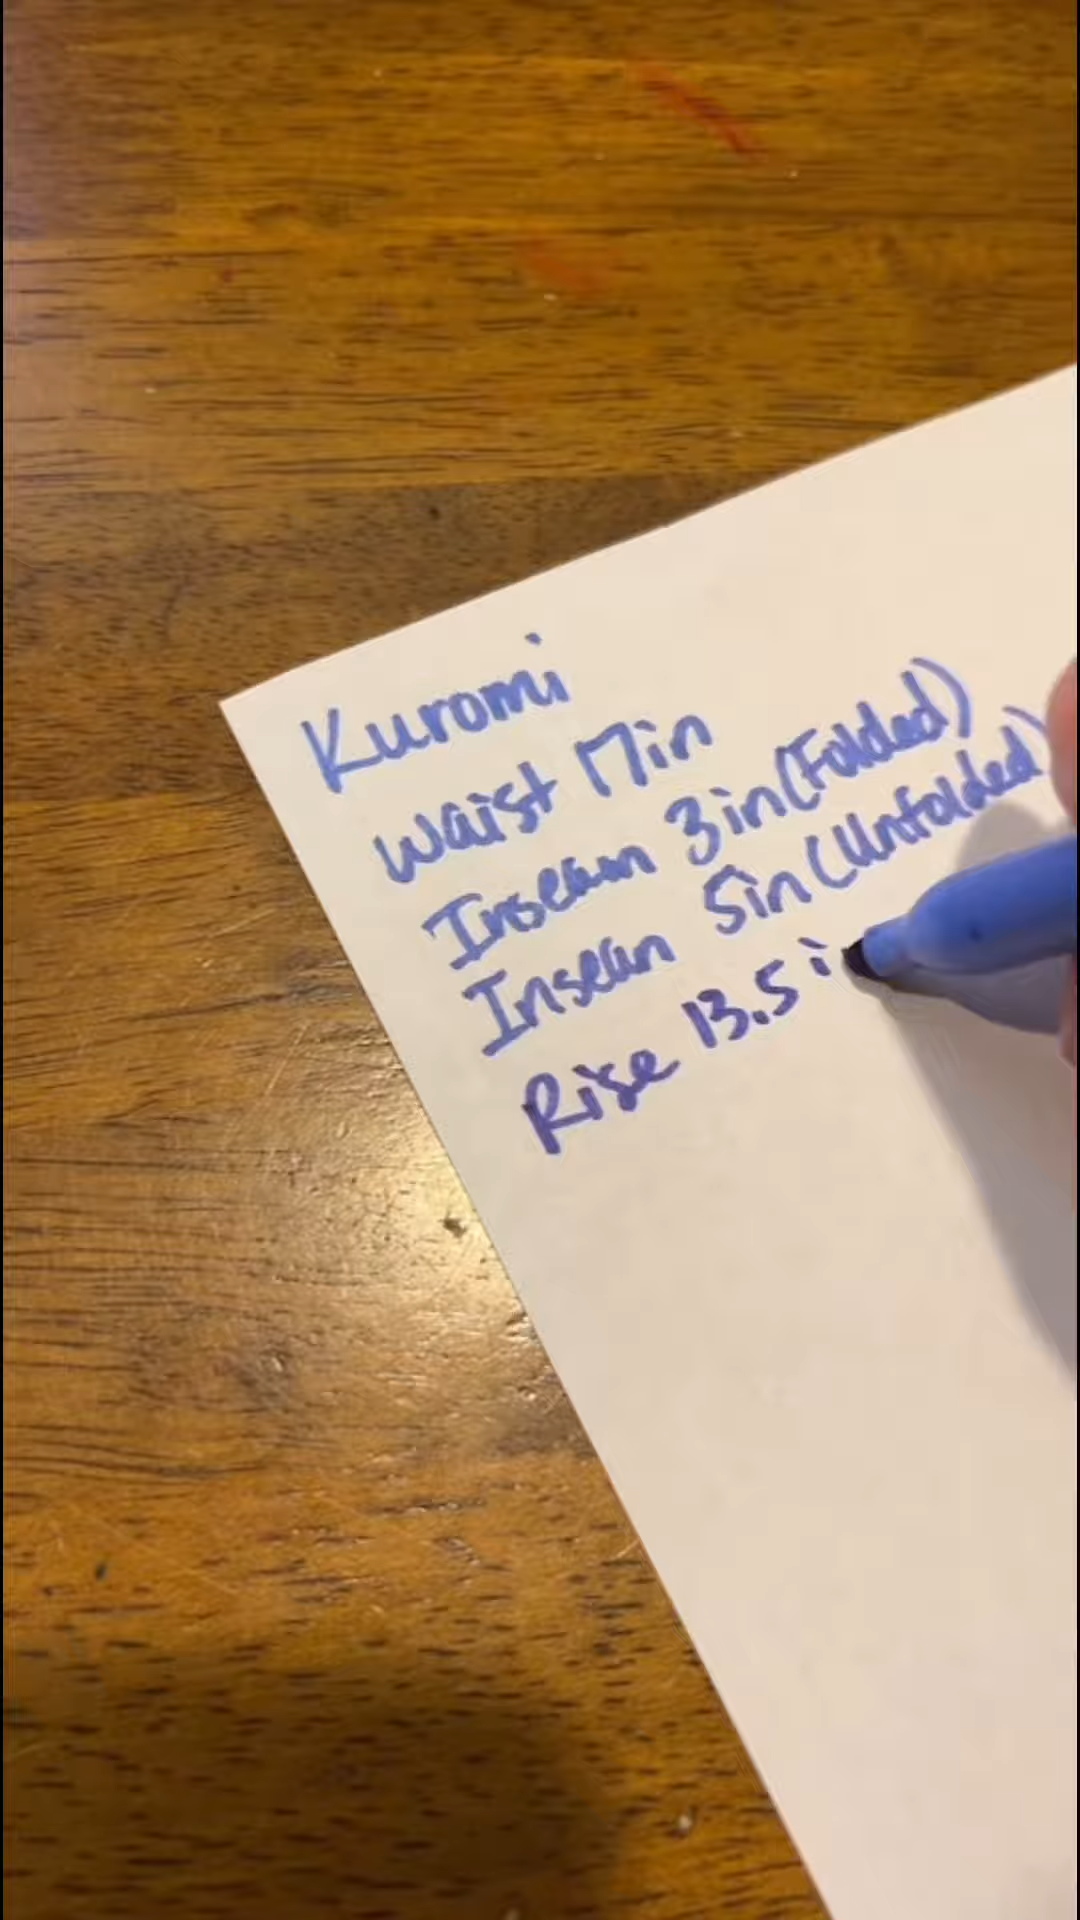 Kuromi
Waist 17in
Inseam 3in (Folded)
Inseam 5in (Unfolded)
Rise 13.5 i